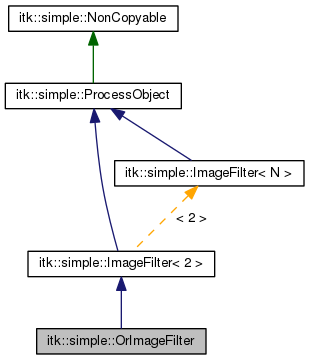 itk::simple::NonCopyable
itk::simple::ProcessObject
itk::simple::ImageFilter< N >
< 2 >
itk::simple::ImageFilter< 2 >
itk::simple::OrImageFilter